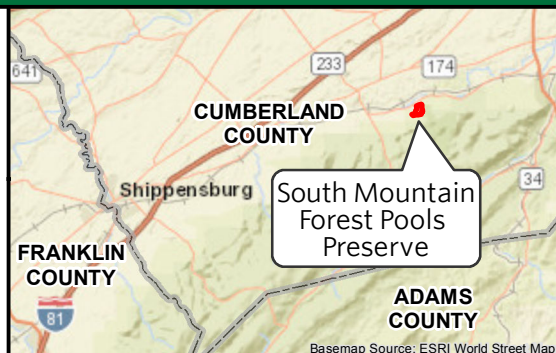 641
233
174
CUMBERLAND
COUNTY
Shippensburg
South Mountain
Forest Pools
Preserve
34
FRANKLIN
COUNTY
81
ADAMS
COUNTY
Basemap Source: ESRI World Street Map